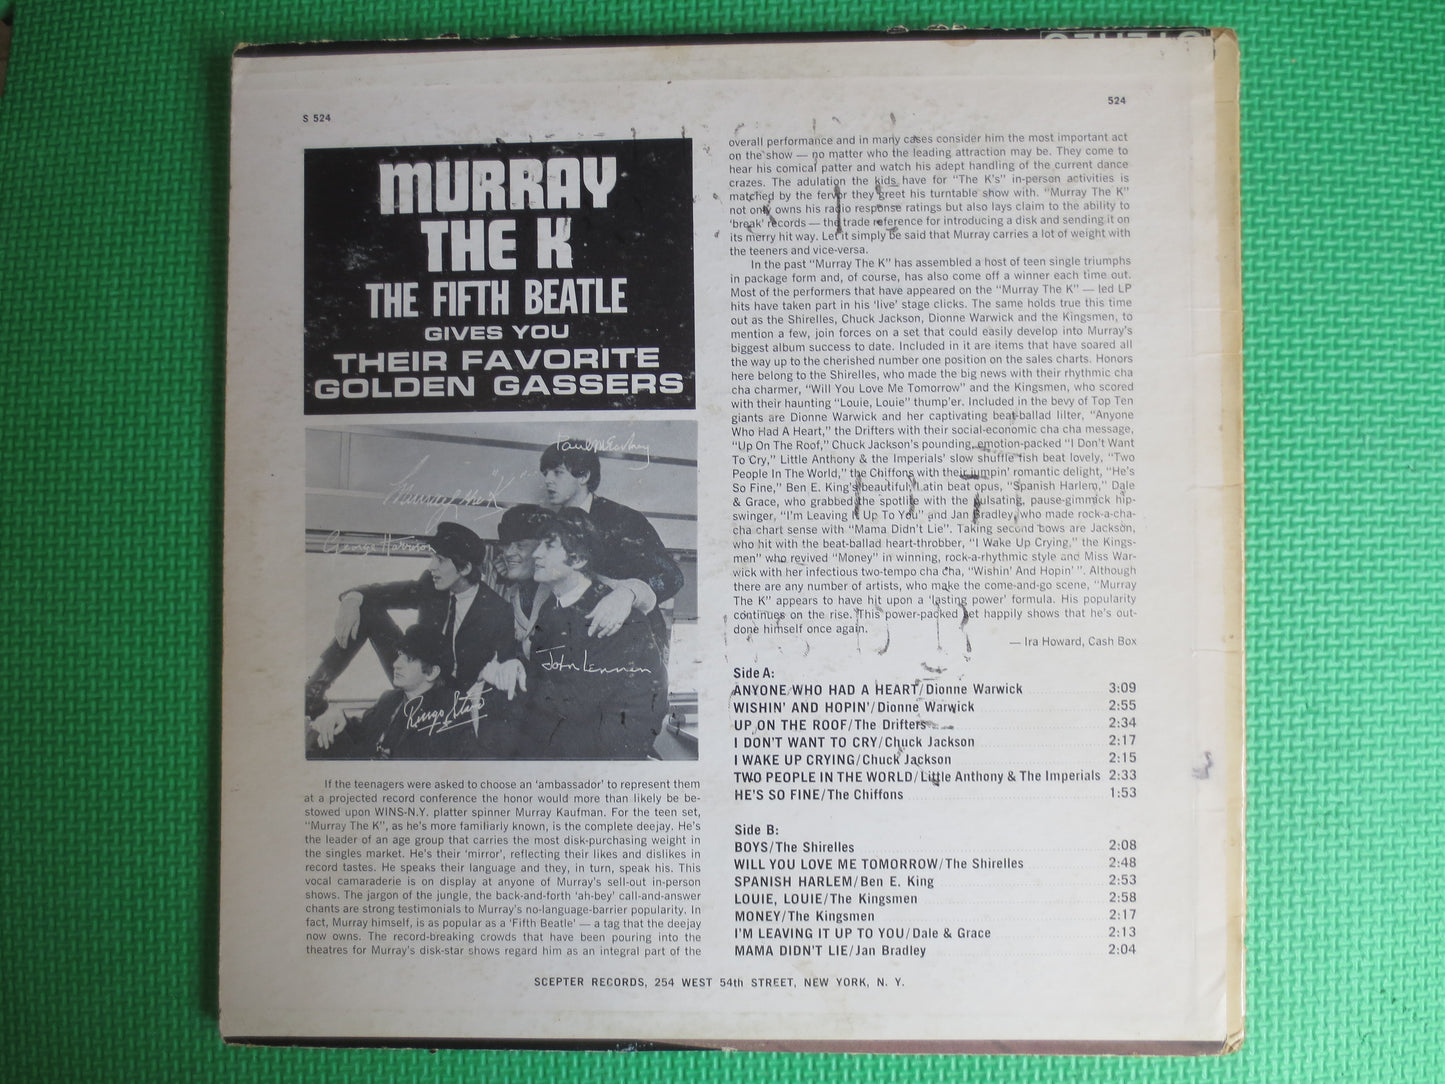 STEREO
S 524
524
MURRAY
THE K
THE FIFTH BEATLE
GIVES YOU
THEIR FAVORITE
GOLDEN GASSERS
Paul McCartney
Murray the "K"
George Harrison
John Lennon
Ringo Starr
If the teenagers were asked to choose an 'ambassador' to represent them
at a projected record conference the honor would more than likely be be-
stowed upon WINS-N.Y. platter spinner Murray Kaufman. For the teen set,
"Murray The K", as he's more familiarly known, is the complete deejay. He's
the leader of an age group that carries the most disk-purchasing weight in
the singles market. He's their 'mirror', reflecting their likes and dislikes in
record tastes. He speaks their language and they, in turn, speak his. This
vocal camaraderie is on display at anyone of Murray's sell-out in-person
shows. The jargon of the jungle, the back-and-forth 'ah-bey' call-and-answer
chants are strong testimonials to Murray's no-language-barrier popularity. In
fact, Murray himself, is as popular as a 'Fifth Beatle' — a tag that the deejay
now owns. The record-breaking crowds that have been pouring into the
theatres for Murray's disk-star shows regard him as an integral part of the
overall performance and in many cases consider him the most important act
on the show — no matter who the leading attraction may be. They come to
hear his comical patter and watch his adept handling of the current dance
crazes. The adulation the kids have for "The K's" in-person activities is
matched by the fervor they greet his turntable show with. "Murray The K"
not only owns his radio response ratings but also lays claim to the ability to
'break' records — the trade reference for introducing a disk and sending it on
its merry hit way. Let it simply be said that Murray carries a lot of weight with
the teeners and vice-versa.
In the past "Murray The K" has assembled a host of teen single triumphs
in package form and, of course, has also come off a winner each time out.
Most of the performers that have appeared on the "Murray The K" — led LP
hits have taken part in his 'live' stage clicks. The same holds true this time
out as the Shirelles, Chuck Jackson, Dionne Warwick and the Kingsmen, to
mention a few, join forces on a set that could easily develop into Murray's
biggest album success to date. Included in it are items that have soared all
the way up to the cherished number one position on the sales charts. Honors
here belong to the Shirelles, who made the big news with their rhythmic cha
cha charmer, "Will You Love Me Tomorrow" and the Kingsmen, who scored
with their haunting "Louie, Louie" thump'er. Included in the bevy of Top Ten
giants are Dionne Warwick and her captivating beat-ballad lilter, "Anyone
Who Had A Heart," the Drifters with their social-economic cha cha message,
"Up On The Roof," Chuck Jackson's pounding, emotion-packed "I Don't Want
To Cry," Little Anthony & the Imperials' slow shuffle-ish beat lovely, "Two
People In The World," the Chiffons with their jumpin' romantic delight, "He's
So Fine," Ben E. King's beautiful Latin beat opus, "Spanish Harlem," Dale
& Grace, who grabbed the spotlite with the pulsating, pause-gimmick hip-
swinger, "I'm Leaving It Up To You" and Jan Bradley, who made rock-a-cha-
cha chart sense with "Mama Didn't Lie". Taking second bows are Jackson,
who hit with the beat-ballad heart-throbber, "I Wake Up Crying," the Kings-
men" who revived "Money" in winning, rock-a-rhythmic style and Miss War-
wick with her infectious two-tempo cha cha, "Wishin' And Hopin' ". Although
there are any number of artists, who make the come-and-go scene, "Murray
The K" appears to have hit upon a 'lasting power' formula. His popularity
continues on the rise. This power-packed set happily shows that he's out-
done himself once again.
— Ira Howard, Cash Box
Side A:
ANYONE WHO HAD A HEART/Dionne Warwick 3:09
WISHIN' AND HOPIN'/Dionne Warwick 2:55
UP ON THE ROOF/The Drifters 2:34
I DON'T WANT TO CRY/Chuck Jackson 2:17
I WAKE UP CRYING/Chuck Jackson 2:15
TWO PEOPLE IN THE WORLD/Little Anthony & The Imperials 2:33
HE'S SO FINE/The Chiffons 1:53
Side B:
BOYS/The Shirelles 2:08
WILL YOU LOVE ME TOMORROW/The Shirelles 2:48
SPANISH HARLEM/Ben E. King 2:53
LOUIE, LOUIE/The Kingsmen 2:58
MONEY/The Kingsmen 2:17
I'M LEAVING IT UP TO YOU/Dale & Grace 2:13
MAMA DIDN'T LIE/Jan Bradley 2:04
SCEPTER RECORDS, 254 WEST 54th STREET, NEW YORK, N. Y.